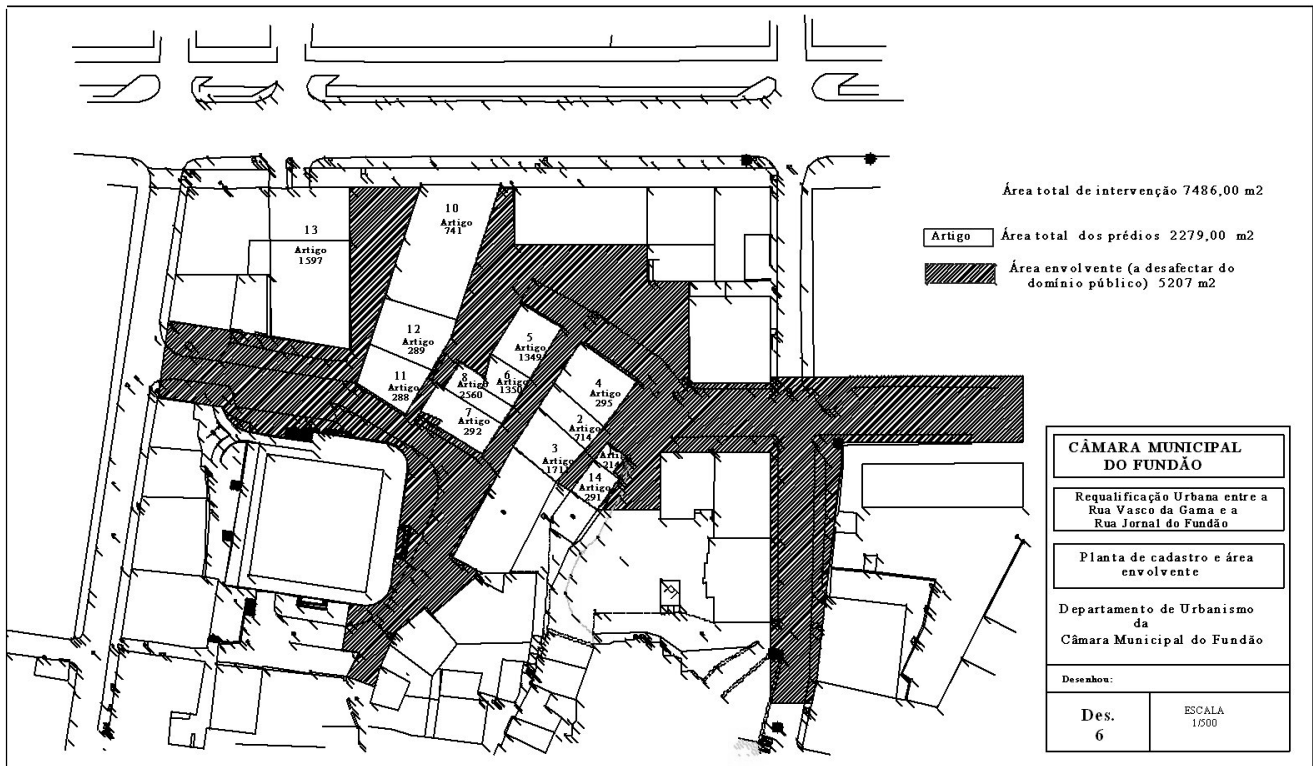 10
Artigo
741
13
Artigo
1597
12
Artigo
289
11
Artigo
288
5
Artigo
1349
8
Artigo
2560
6
Artigo
1350
7
Artigo
292
4
Artigo
295
2
Artigo
714
3
Artigo
1711
14
Artigo
291
Área total de intervenção 7486,00 m2
Artigo Área total dos prédios 2279,00 m2
Área envolvente (a desafectar do
domínio público) 5207 m2
CÂMARA MUNICIPAL
DO FUNDÃO
Requalificação Urbana entre a
Rua Vasco da Gama e a
Rua Jornal do Fundão
Planta de cadastro e área
envolvente
Departamento de Urbanismo
da
Câmara Municipal do Fundão
Desenhou:
Des.
6
ESCALA
1/500